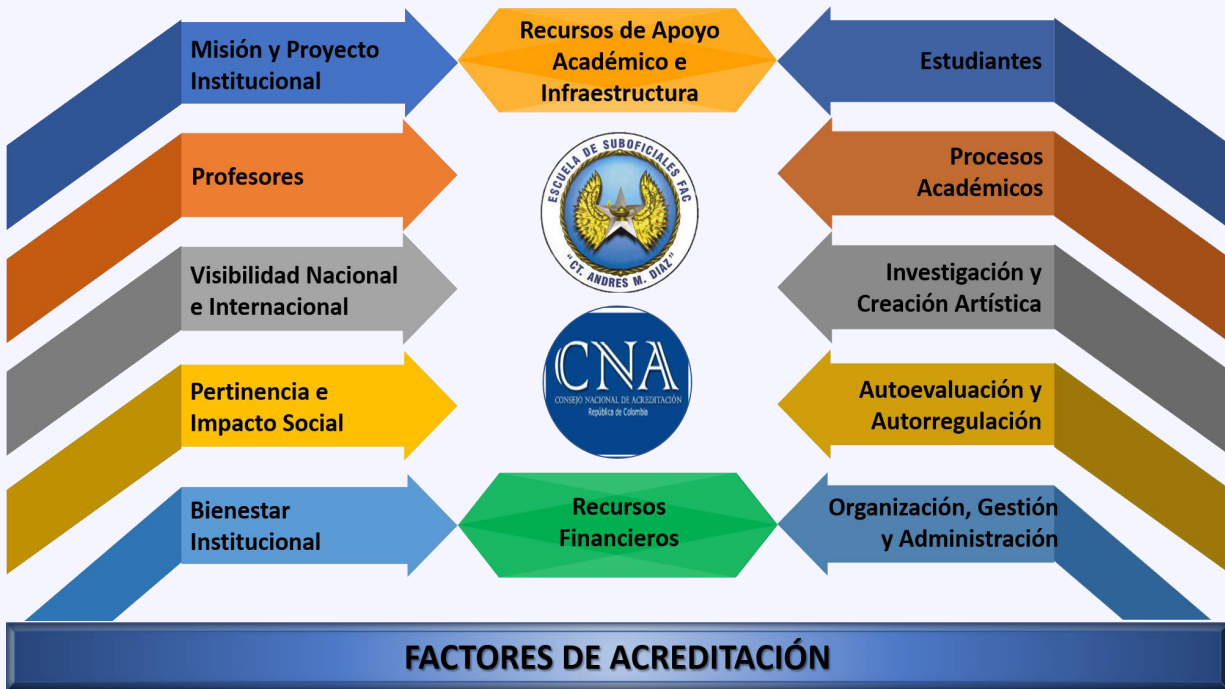 Misión y Proyecto
Institucional
Recursos de Apoyo
Académico e
Infraestructura
Estudiantes
Profesores
ESCUELA DE SUBOFICIALES FAC
"CT. ANDRES M. DIAZ"
Procesos
Académicos
Visibilidad Nacional
e Internacional
Investigación y
Creación Artística
CNA
CONSEJO NACIONAL DE ACREDITACIÓN
República de Colombia
Pertinencia e
Impacto Social
Autoevaluación y
Autorregulación
Bienestar
Institucional
Recursos
Financieros
Organización, Gestión
y Administración
FACTORES DE ACREDITACIÓN